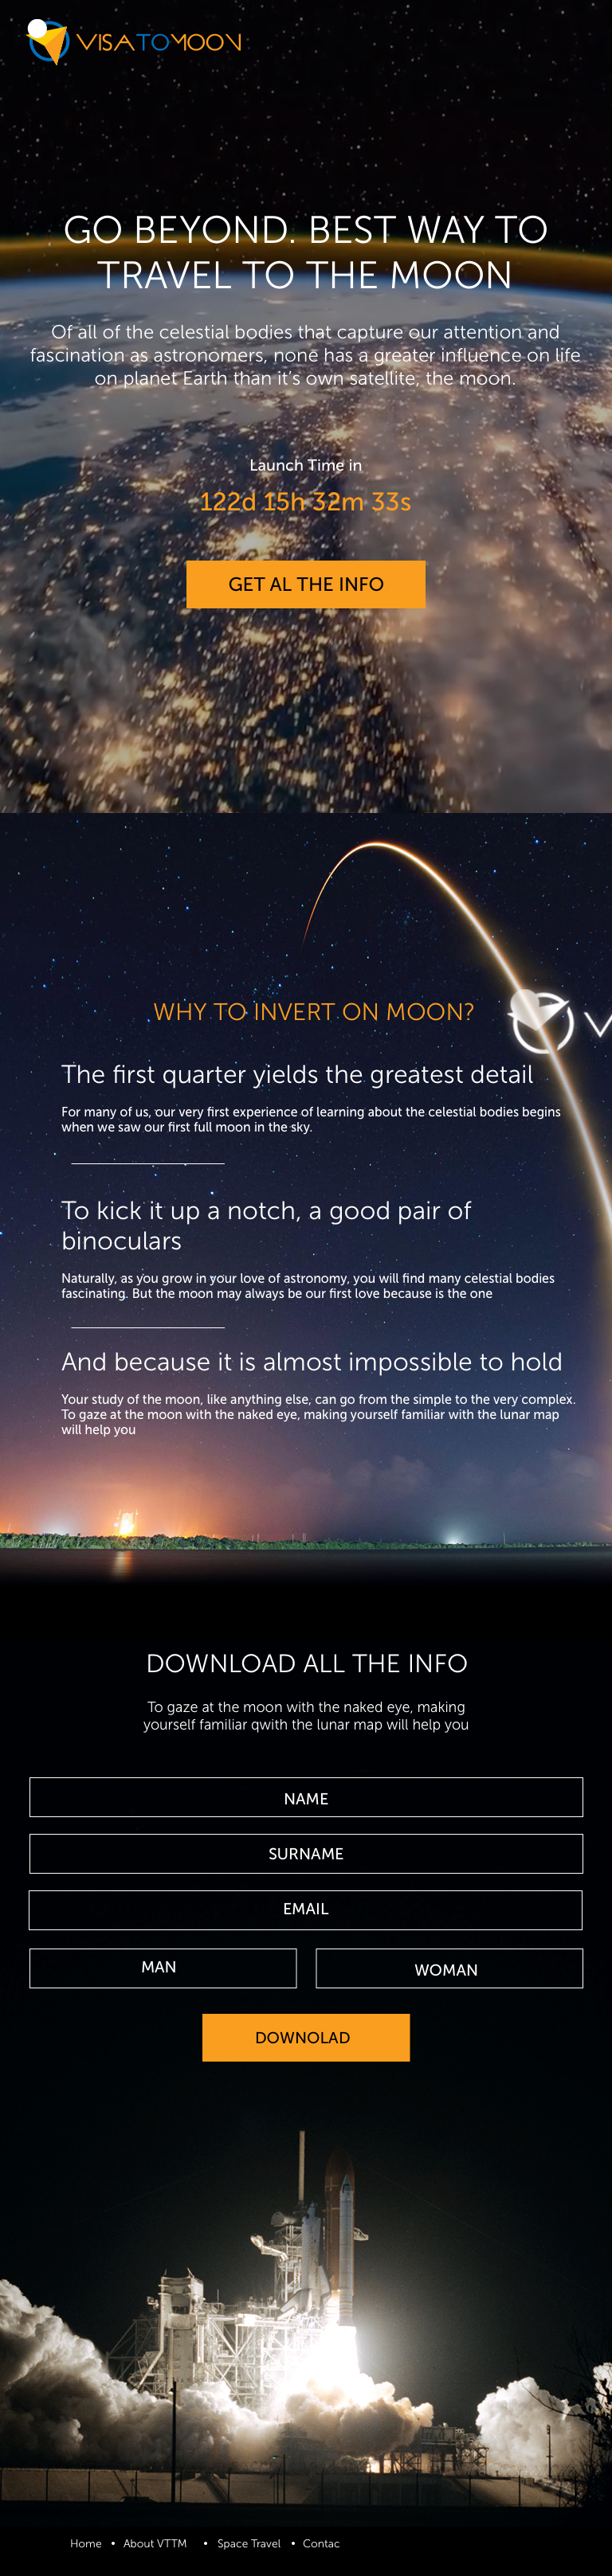 VISATOMOON
GO BEYOND. BEST WAY TO
TRAVEL TO THE MOON
Of all of the celestial bodies that capture our attention and
fascination as astronomers, none has a greater influence on life
on planet Earth than it's own satellite, the moon.
Launch Time in
122d 15h 32m 33s
GET AL THE INFO
WHY TO INVERT ON MOON?
V
The first quarter yields the greatest detail
For many of us, our very first experience of learning about the celestial bodies begins
when we saw our first full moon in the sky.
To kick it up a notch, a good pair of
binoculars
Naturally, as you grow in your love of astronomy, you will find many celestial bodies
fascinating. But the moon may always be our first love because is the one
And because it is almost impossible to hold
Your study of the moon, like anything else, can go from the simple to the very complex.
To gaze at the moon with the naked eye, making yourself familiar with the lunar map
will help you
DOWNLOAD ALL THE INFO
To gaze at the moon with the naked eye, making
yourself familiar qwith the lunar map will help you
NAME
SURNAME
EMAIL
MAN WOMAN
DOWNOLAD
Home • About VTTM • Space Travel • Contac